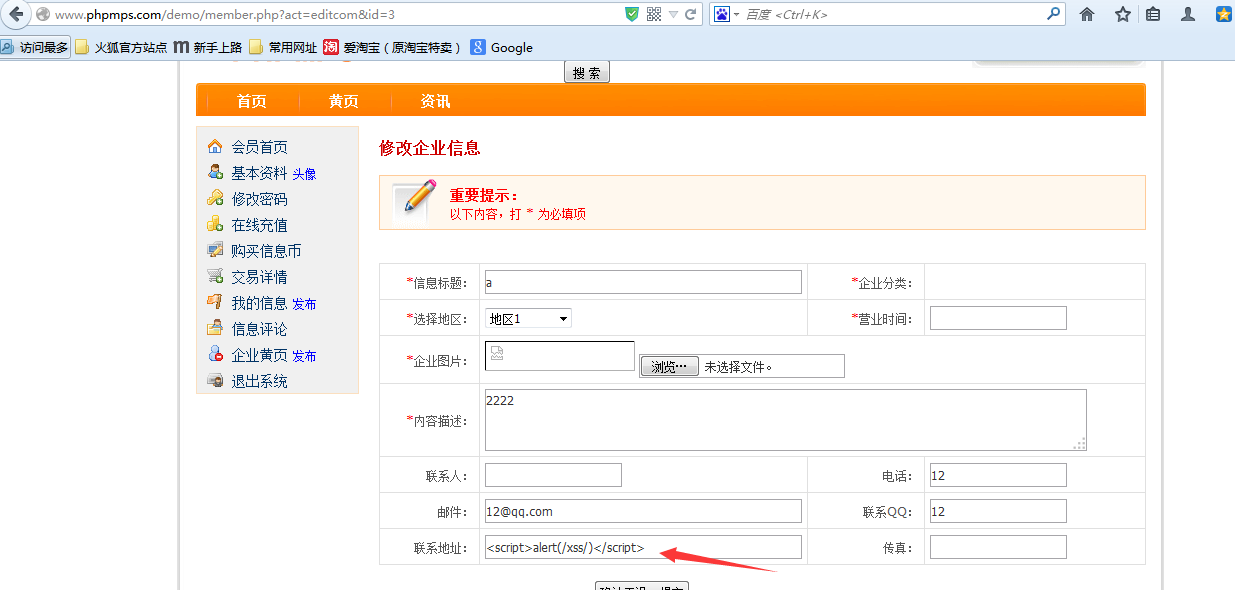 www.phpmps.com/demo/member.php?act=editcom&id=3
百度 <Ctrl+K>
访问最多 火狐官方站点 新手上路 常用网址 爱淘宝（原淘宝特卖） Google
搜 索
首页 黄页 资讯
会员首页
基本资料 头像
修改密码
在线充值
购买信息币
交易详情
我的信息 发布
信息评论
企业黄页 发布
退出系统
修改企业信息
重要提示：
以下内容，打 * 为必填项
*信息标题： a *企业分类：
*选择地区： 地区1 *营业时间：
*企业图片： 浏览… 未选择文件。
*内容描述： 2222
联系人： 电话： 12
邮件： 12@qq.com 联系QQ： 12
联系地址： <script>alert(/xss/)</script> 传真：